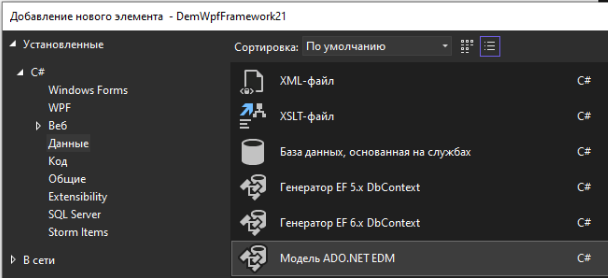 Добавление нового элемента - DemWpfFramework21
Установленные
Сортировка: По умолчанию
C#
Windows Forms
WPF
Веб
Данные
Код
Общие
Extensibility
SQL Server
Storm Items
В сети
XML-файл C#
XSLT-файл C#
База данных, основанная на службах C#
Генератор EF 5.x DbContext C#
Генератор EF 6.x DbContext C#
Модель ADO.NET EDM C#